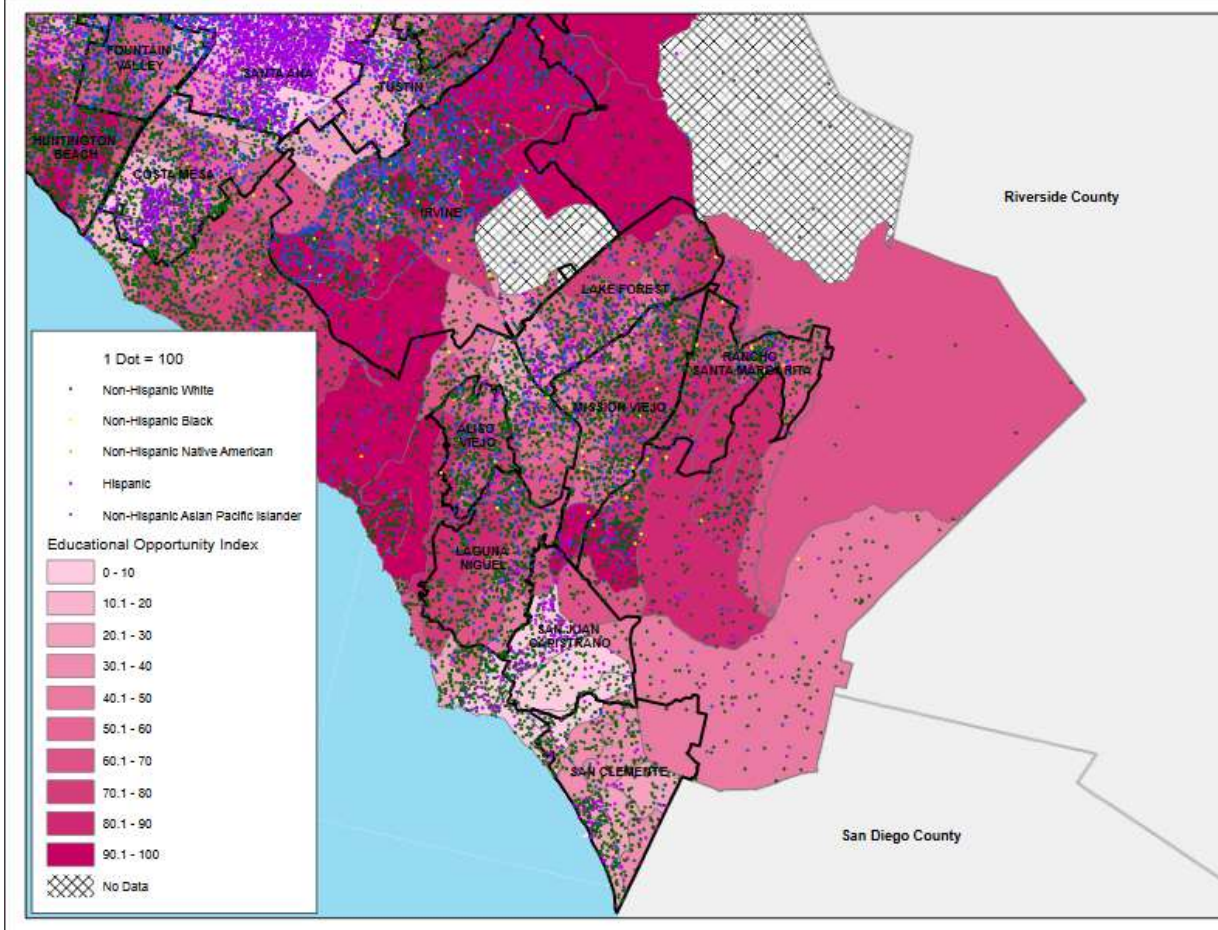 FOUNTAIN
VALLEY
SANTA ANA
TUSTIN
HUNTINGTON
BEACH
COSTA MESA
IRVINE
Riverside County
LAKE FOREST
RANCHO
SANTA MARGARITA
MISSION VIEJO
ALISO
VIEJO
LAGUNA
NIGUEL
SAN JUAN
CAPISTRANO
SAN CLEMENTE
San Diego County
1 Dot = 100
Non-Hispanic White
Non-Hispanic Black
Non-Hispanic Native American
Hispanic
Non-Hispanic Asian Pacific Islander
Educational Opportunity Index
0 - 10
10.1 - 20
20.1 - 30
30.1 - 40
40.1 - 50
50.1 - 60
60.1 - 70
70.1 - 80
80.1 - 90
90.1 - 100
No Data